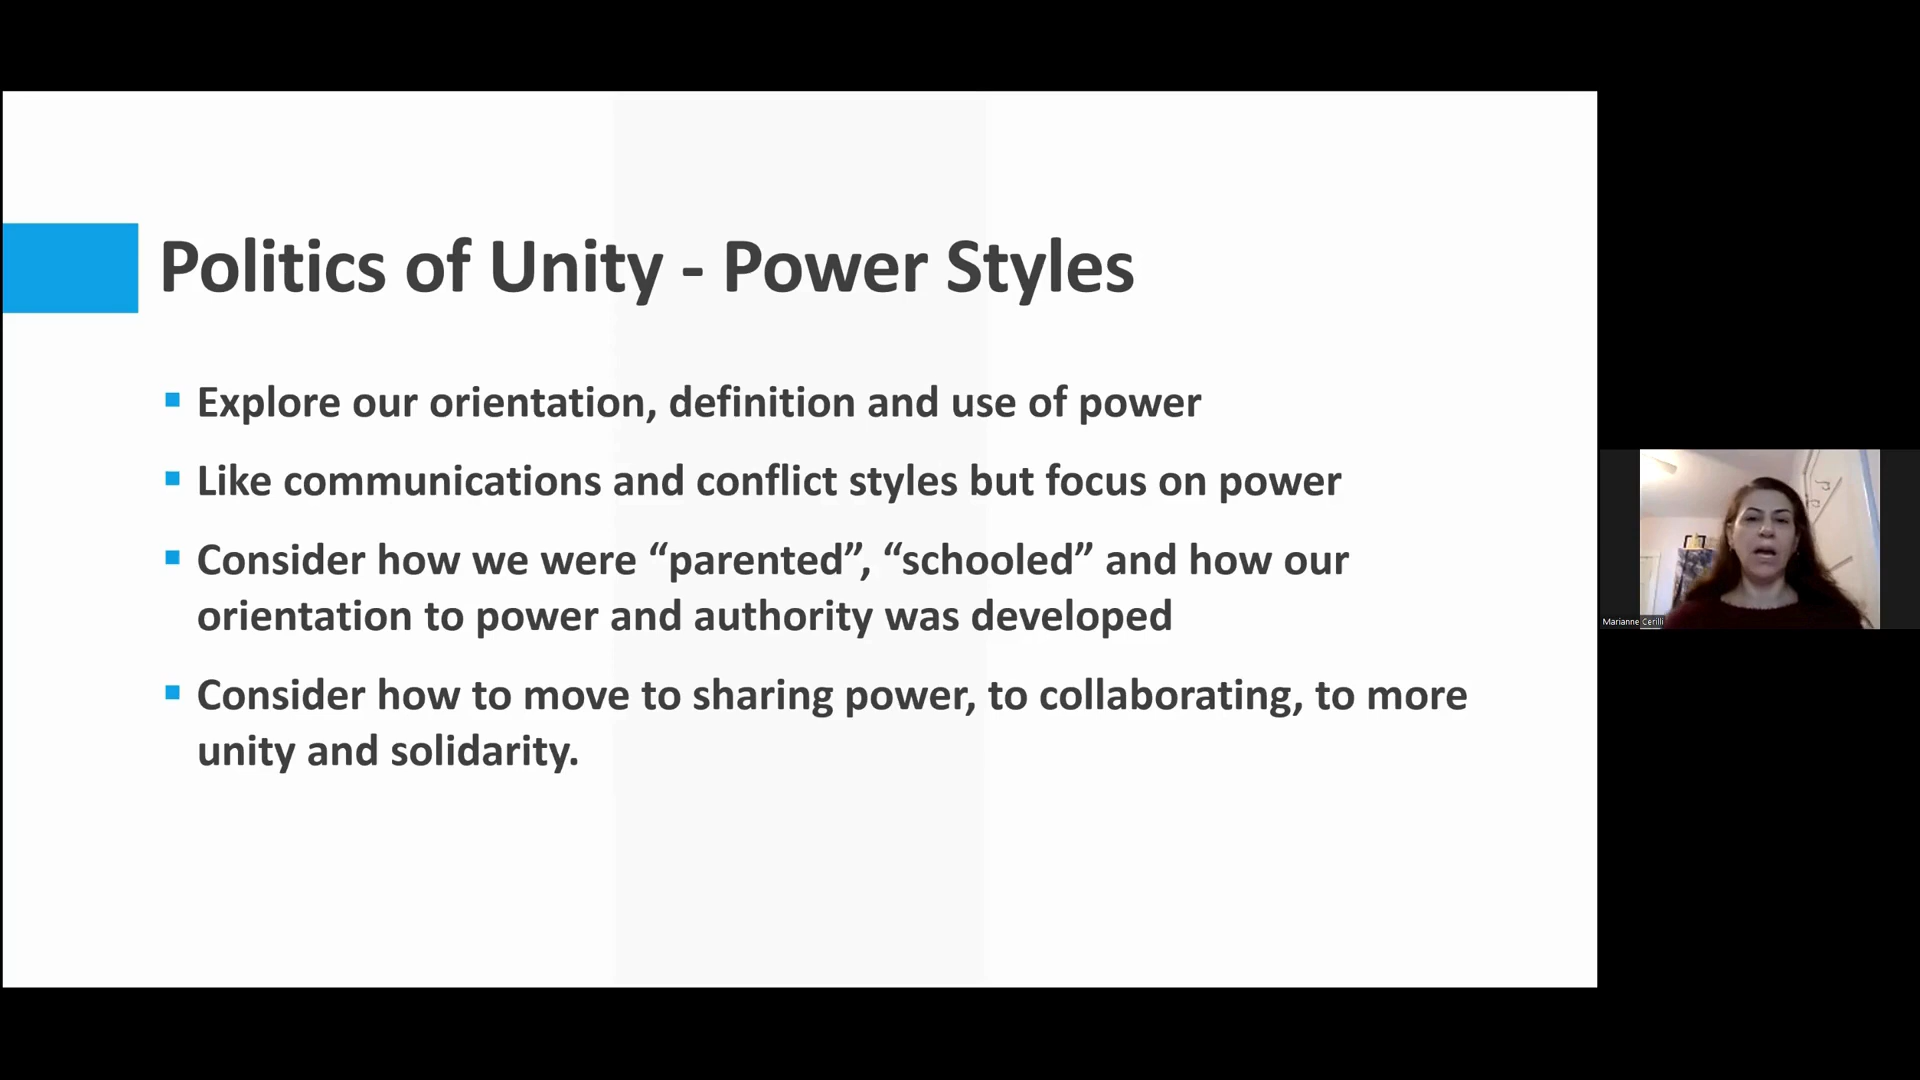 Politics of Unity - Power Styles
Explore our orientation, definition and use of power
Like communications and conflict styles but focus on power
Consider how we were “parented”, “schooled” and how our
orientation to power and authority was developed
Consider how to move to sharing power, to collaborating, to more
unity and solidarity.
Marianne Cerilli